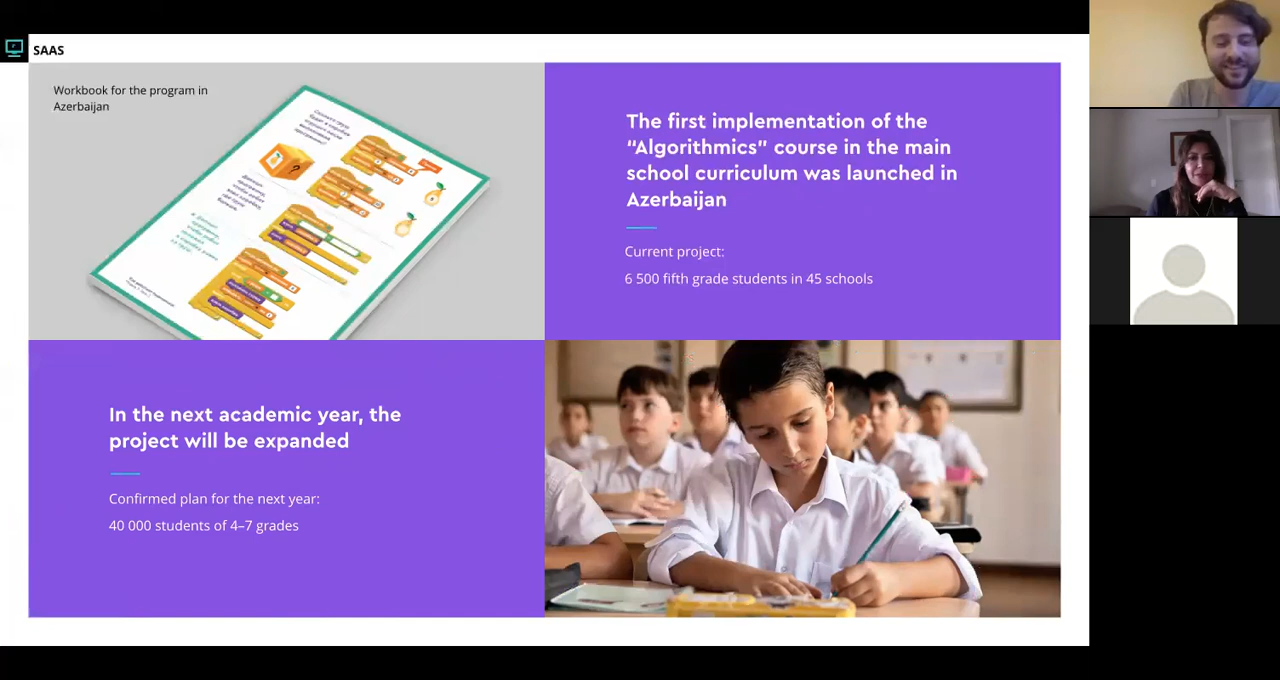 SAAS
Workbook for the program in
Azerbaijan
The first implementation of the
“Algorithmics” course in the main
school curriculum was launched in
Azerbaijan
Current project:
6 500 fifth grade students in 45 schools
In the next academic year, the
project will be expanded
Confirmed plan for the next year:
40 000 students of 4–7 grades